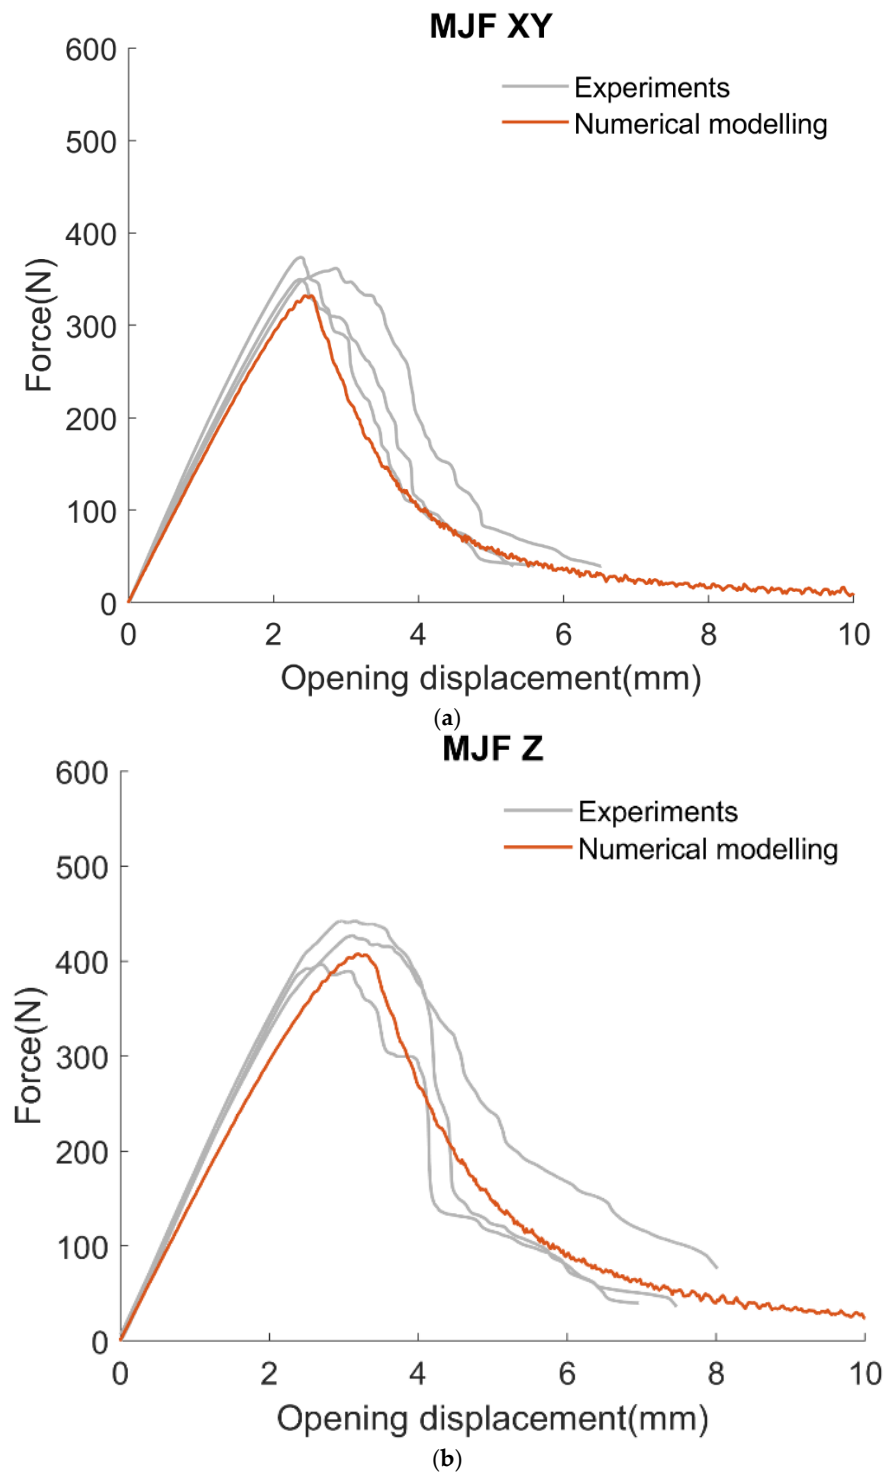 MJF XY
600
500
400
300
200
100
0
Force(N)
Experiments
Numerical modelling
0 2 4 6 8 10
Opening displacement(mm)
(a)
MJF Z
600
500
400
300
200
100
0
Force(N)
Experiments
Numerical modelling
0 2 4 6 8 10
Opening displacement(mm)
(b)